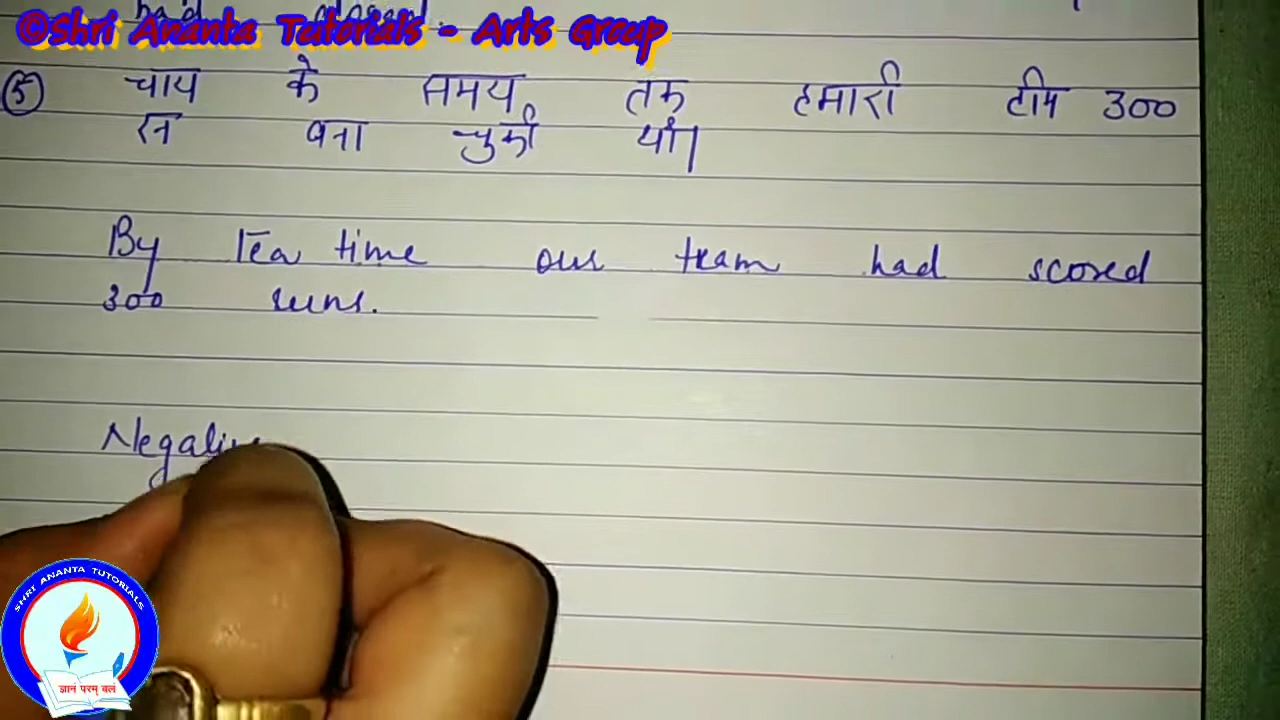 had
©Shri Ananta Tutorials - Arts Group
(5) चाय के समय तक हमारी टीम 300
रन बना चुकी थी।
By Tea time our team had scored
300 runs.
Negative
SHRI ANANTA TUTORIALS
ज्ञानं परमं बलं